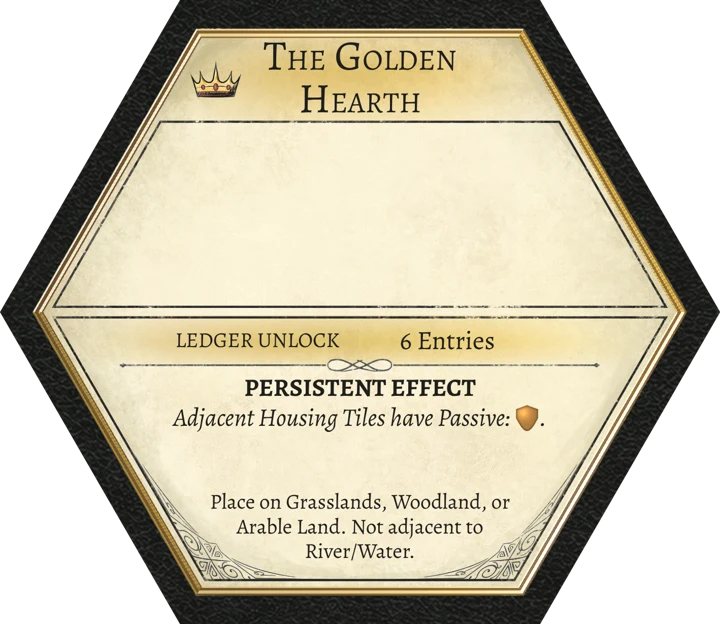 The Golden
Hearth
LEDGER UNLOCK 6 Entries
PERSISTENT EFFECT
Adjacent Housing Tiles have Passive: .
Place on Grasslands, Woodland, or
Arable Land. Not adjacent to
River/Water.